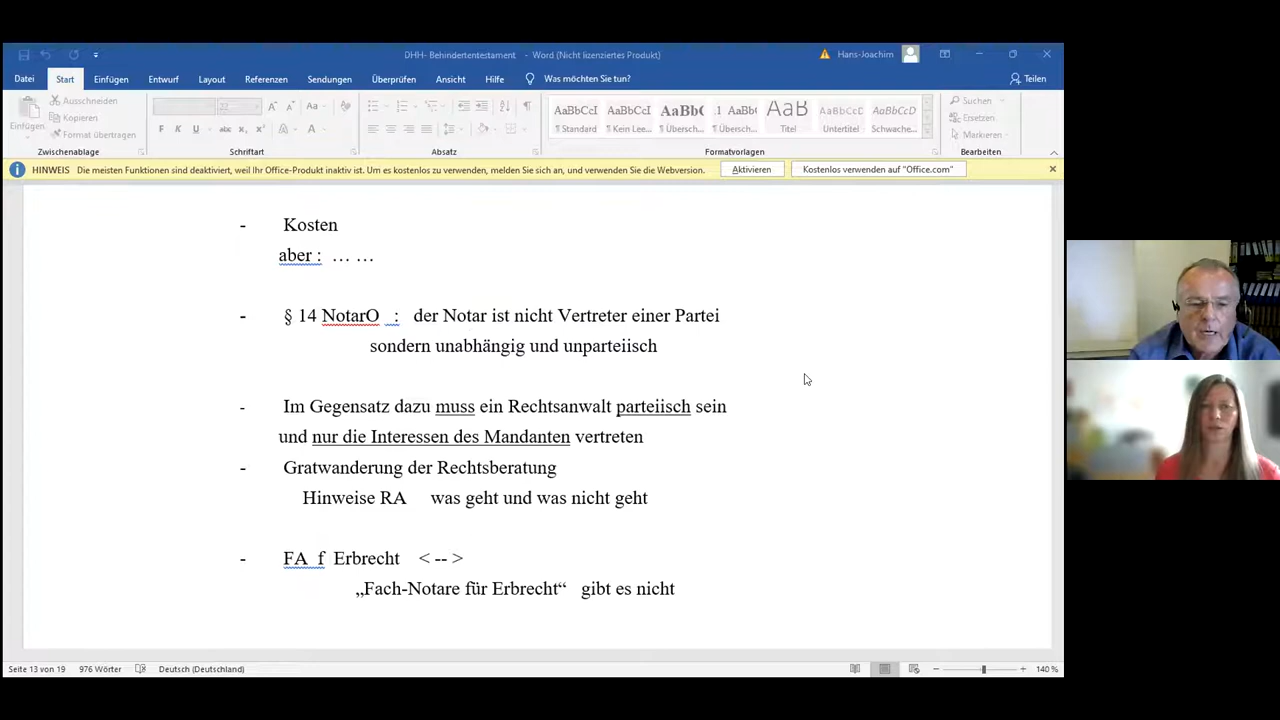 DHH- Behindertentestament - Word (Nicht lizenziertes Produkt)
Hans-Joachim
Datei Start Einfügen Entwurf Layout Referenzen Sendungen Überprüfen Ansicht Hilfe Was möchten Sie tun? Teilen
Einfügen
Ausschneiden
Kopieren
Format übertragen
Zwischenablage
F K U abc x₂ x² A
Schriftart
Absatz
AaBbCcI AaBbCcI AaBbC .1 AaBbC AaB AaBbCcI AaBbCcD
¶ Standard ¶ Kein Lee... ¶ Übersch... ¶ Übersch... Titel Untertitel Schwache...
Formatvorlagen
Suchen
Ersetzen
Markieren
Bearbeiten
HINWEIS Die meisten Funktionen sind deaktiviert, weil Ihr Office-Produkt inaktiv ist. Um es kostenlos zu verwenden, melden Sie sich an, und verwenden Sie die Webversion. Aktivieren Kostenlos verwenden auf "Office.com"
- Kosten
aber : … …
- § 14 NotarO : der Notar ist nicht Vertreter einer Partei
sondern unabhängig und unparteiisch
- Im Gegensatz dazu muss ein Rechtsanwalt parteiisch sein
und nur die Interessen des Mandanten vertreten
- Gratwanderung der Rechtsberatung
Hinweise RA was geht und was nicht geht
- FA f Erbrecht < -- >
„Fach-Notare für Erbrecht“ gibt es nicht
Seite 13 von 19 976 Wörter Deutsch (Deutschland) 140 %